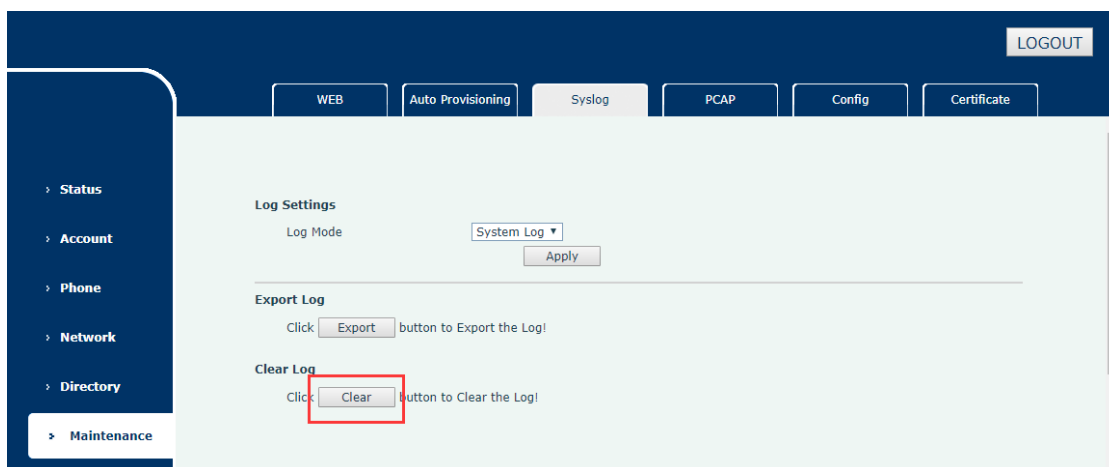 LOGOUT
WEB Auto Provisioning Syslog PCAP Config Certificate
Status
Account
Phone
Network
Directory
Maintenance
Log Settings
Log Mode System Log
Apply
Export Log
Click Export button to Export the Log!
Clear Log
Click Clear button to Clear the Log!